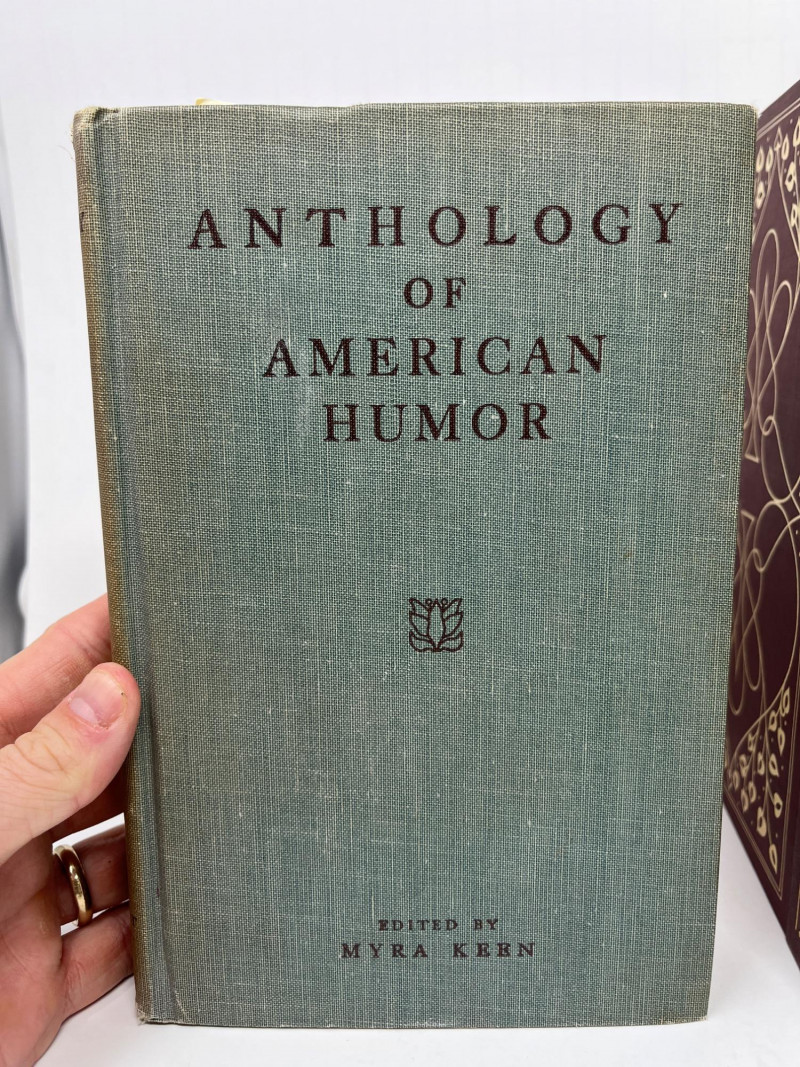 ANTHOLOGY
OF
AMERICAN
HUMOR
EDITED BY
MYRA KEEN